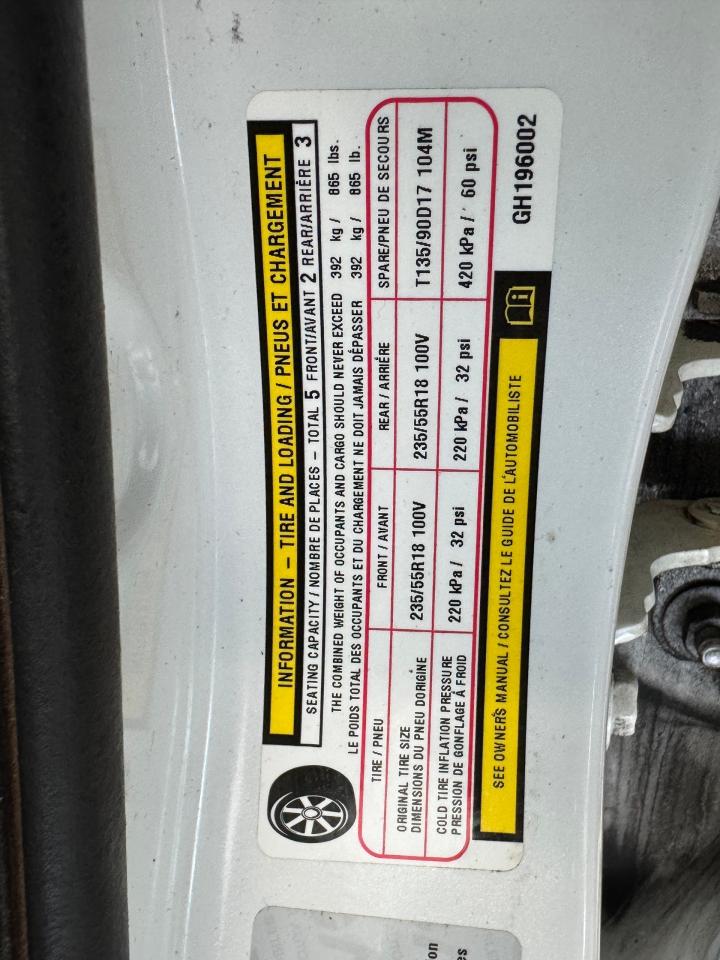 INFORMATION – TIRE AND LOADING / PNEUS ET CHARGEMENT
SEATING CAPACITY / NOMBRE DE PLACES – TOTAL 5 FRONT/AVANT 2 REAR/ARRIÈRE 3
THE COMBINED WEIGHT OF OCCUPANTS AND CARGO SHOULD NEVER EXCEED 392 kg / 865 lbs.
LE POIDS TOTAL DES OCCUPANTS ET DU CHARGEMENT NE DOIT JAMAIS DÉPASSER 392 kg / 865 lb.
TIRE / PNEU FRONT / AVANT REAR / ARRIÉRE SPARE/PNEU DE SECOURS
ORIGINAL TIRE SIZE
DIMENSIONS DU PNEU DORIGINE 235/55R18 100V 235/55R18 100V T135/90D17 104M
COLD TIRE INFLATION PRESSURE
PRESSION DE GONFLAGE À FROID 220 kPa / 32 psi 220 kPa / 32 psi 420 kPa / 60 psi
SEE OWNER'S MANUAL / CONSULTEZ LE GUIDE DE L'AUTOMOBILISTE
GH196002
on
es